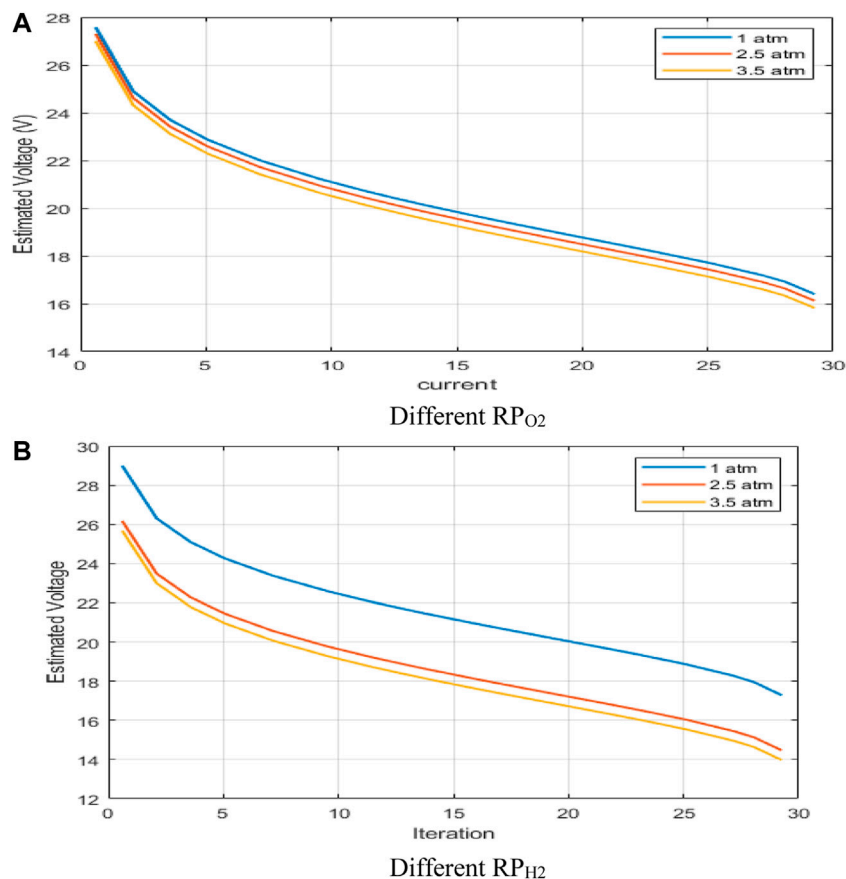 A
28
26
24
22
20
18
16
14
Estimated Voltage (V)
1 atm
2.5 atm
3.5 atm
0 5 10 15 20 25 30
current
Different RPO2
B
30
28
26
24
22
20
18
16
14
12
Estimated Voltage
1 atm
2.5 atm
3.5 atm
0 5 10 15 20 25 30
Iteration
Different RPH2